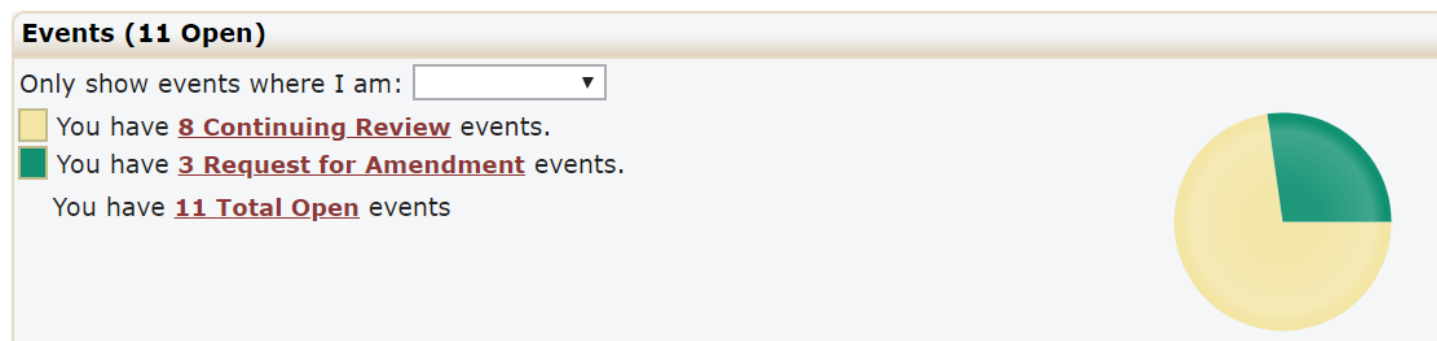 Events (11 Open)
Only show events where I am:
You have 8 Continuing Review events.
You have 3 Request for Amendment events.
You have 11 Total Open events